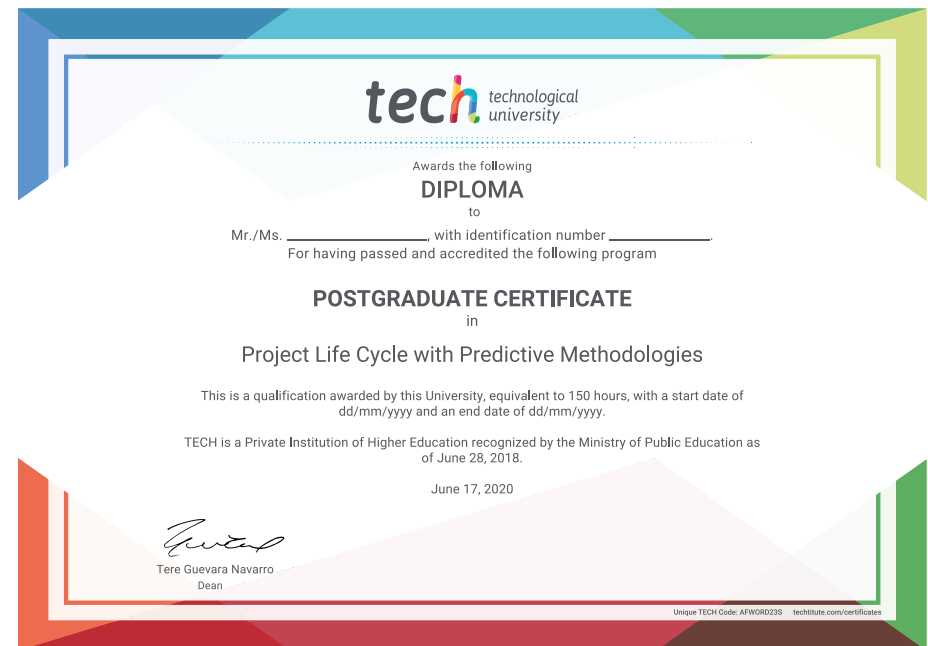 tech technological
university
Awards the following
DIPLOMA
to
Mr./Ms. ____________, with identification number ____________.
For having passed and accredited the following program
POSTGRADUATE CERTIFICATE
in
Project Life Cycle with Predictive Methodologies
This is a qualification awarded by this University, equivalent to 150 hours, with a start date of
dd/mm/yyyy and an end date of dd/mm/yyyy.
TECH is a Private Institution of Higher Education recognized by the Ministry of Public Education as
of June 28, 2018.
June 17, 2020
Tere Guevara Navarro
Dean
Unique TECH Code: AFWORD23S techtitute.com/certificates